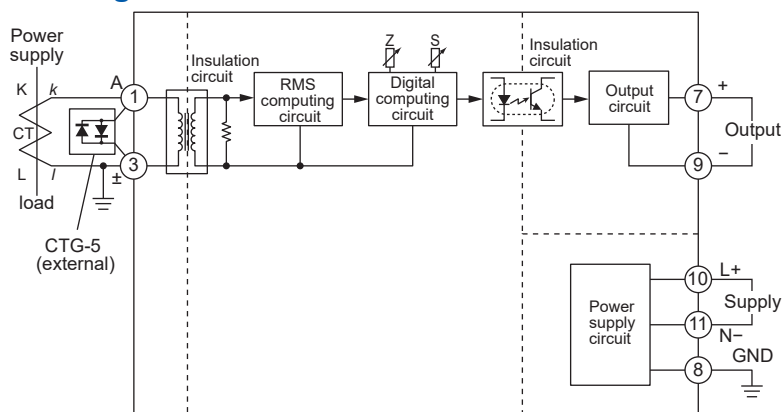 Power
supply
K
k
A
1
CT
L
l
3
±
load
CTG-5
(external)
Insulation
circuit
RMS
computing
circuit
Z
S
Digital
computing
circuit
Insulation
circuit
Output
circuit
7
+
Output
9
−
Power
supply
circuit
10
L+
Supply
11
N−
GND
8